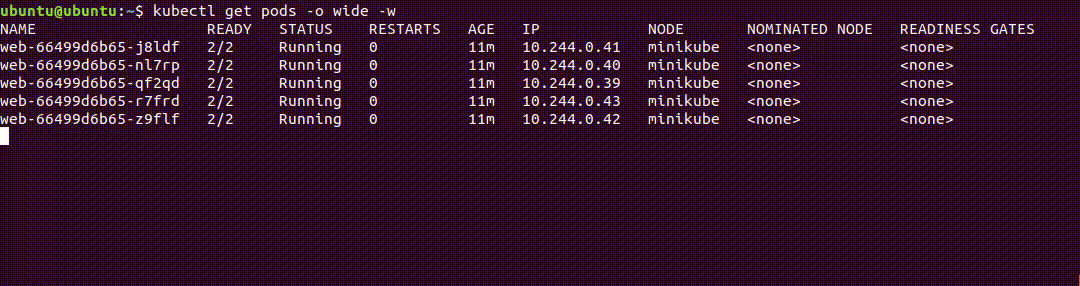 ubuntu@ubuntu:~$ kubectl get pods -o wide -w
NAME                   READY   STATUS    RESTARTS   AGE   IP            NODE       NOMINATED NODE   READINESS GATES
web-66499d6b65-j8ldf   2/2     Running   0          11m   10.244.0.41   minikube   <none>           <none>
web-66499d6b65-nl7rp   2/2     Running   0          11m   10.244.0.40   minikube   <none>           <none>
web-66499d6b65-qf2qd   2/2     Running   0          11m   10.244.0.39   minikube   <none>           <none>
web-66499d6b65-r7frd   2/2     Running   0          11m   10.244.0.43   minikube   <none>           <none>
web-66499d6b65-z9flf   2/2     Running   0          11m   10.244.0.42   minikube   <none>           <none>